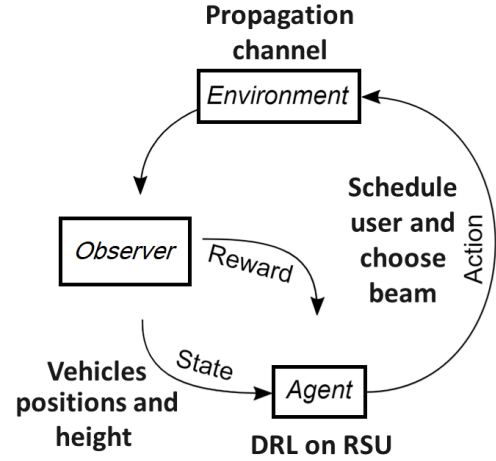 Propagation
channel
Environment
Schedule
user and
choose
beam
Action
Observer
Reward
State
Vehicles
positions and
height
Agent
DRL on RSU